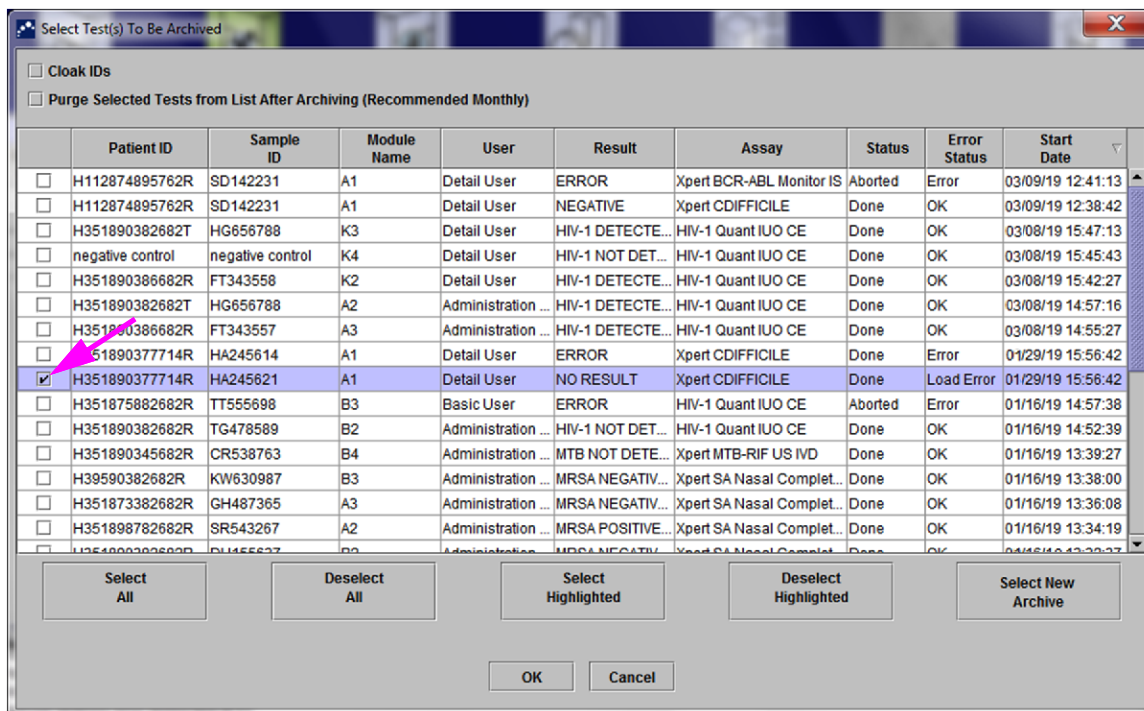 Select Test(s) To Be Archived
Cloak IDs
Purge Selected Tests from List After Archiving (Recommended Monthly)
Patient ID Sample ID Module Name User Result Assay Status Error Status Start Date
H112874895762R SD142231 A1 Detail User ERROR Xpert BCR-ABL Monitor IS Aborted Error 03/09/19 12:41:13
H112874895762R SD142231 A1 Detail User NEGATIVE Xpert CDIFFICILE Done OK 03/09/19 12:38:42
H351890382682T HG656788 K3 Detail User HIV-1 DETECTE... HIV-1 Quant IUO CE Done OK 03/08/19 15:47:13
negative control negative control K4 Detail User HIV-1 NOT DET... HIV-1 Quant IUO CE Done OK 03/08/19 15:45:43
H351890386682R FT343558 K2 Detail User HIV-1 DETECTE... HIV-1 Quant IUO CE Done OK 03/08/19 15:42:27
H351890382682T HG656788 A2 Administration ... HIV-1 DETECTE... HIV-1 Quant IUO CE Done OK 03/08/19 14:57:16
H351890386682R FT343557 A3 Administration ... HIV-1 DETECTE... HIV-1 Quant IUO CE Done OK 03/08/19 14:55:27
H351890377714R HA245614 A1 Detail User ERROR Xpert CDIFFICILE Done Error 01/29/19 15:56:42
H351890377714R HA245621 A1 Detail User NO RESULT Xpert CDIFFICILE Done Load Error 01/29/19 15:56:42
H351875882682R TT555698 B3 Basic User ERROR HIV-1 Quant IUO CE Aborted Error 01/16/19 14:57:38
H351890382682R TG478589 B2 Administration ... HIV-1 NOT DET... HIV-1 Quant IUO CE Done OK 01/16/19 14:52:39
H351890345682R CR538763 B4 Administration ... MTB NOT DETE... Xpert MTB-RIF US IVD Done OK 01/16/19 13:39:27
H39590382682R KW630987 B3 Administration ... MRSA NEGATIV... Xpert SA Nasal Complet... Done OK 01/16/19 13:38:00
H351873382682R GH487365 A3 Administration ... MRSA NEGATIV... Xpert SA Nasal Complet... Done OK 01/16/19 13:36:08
H351898782682R SR543267 A2 Administration ... MRSA POSITIVE... Xpert SA Nasal Complet... Done OK 01/16/19 13:34:19
Select All Deselect All Select Highlighted Deselect Highlighted Select New Archive
OK Cancel